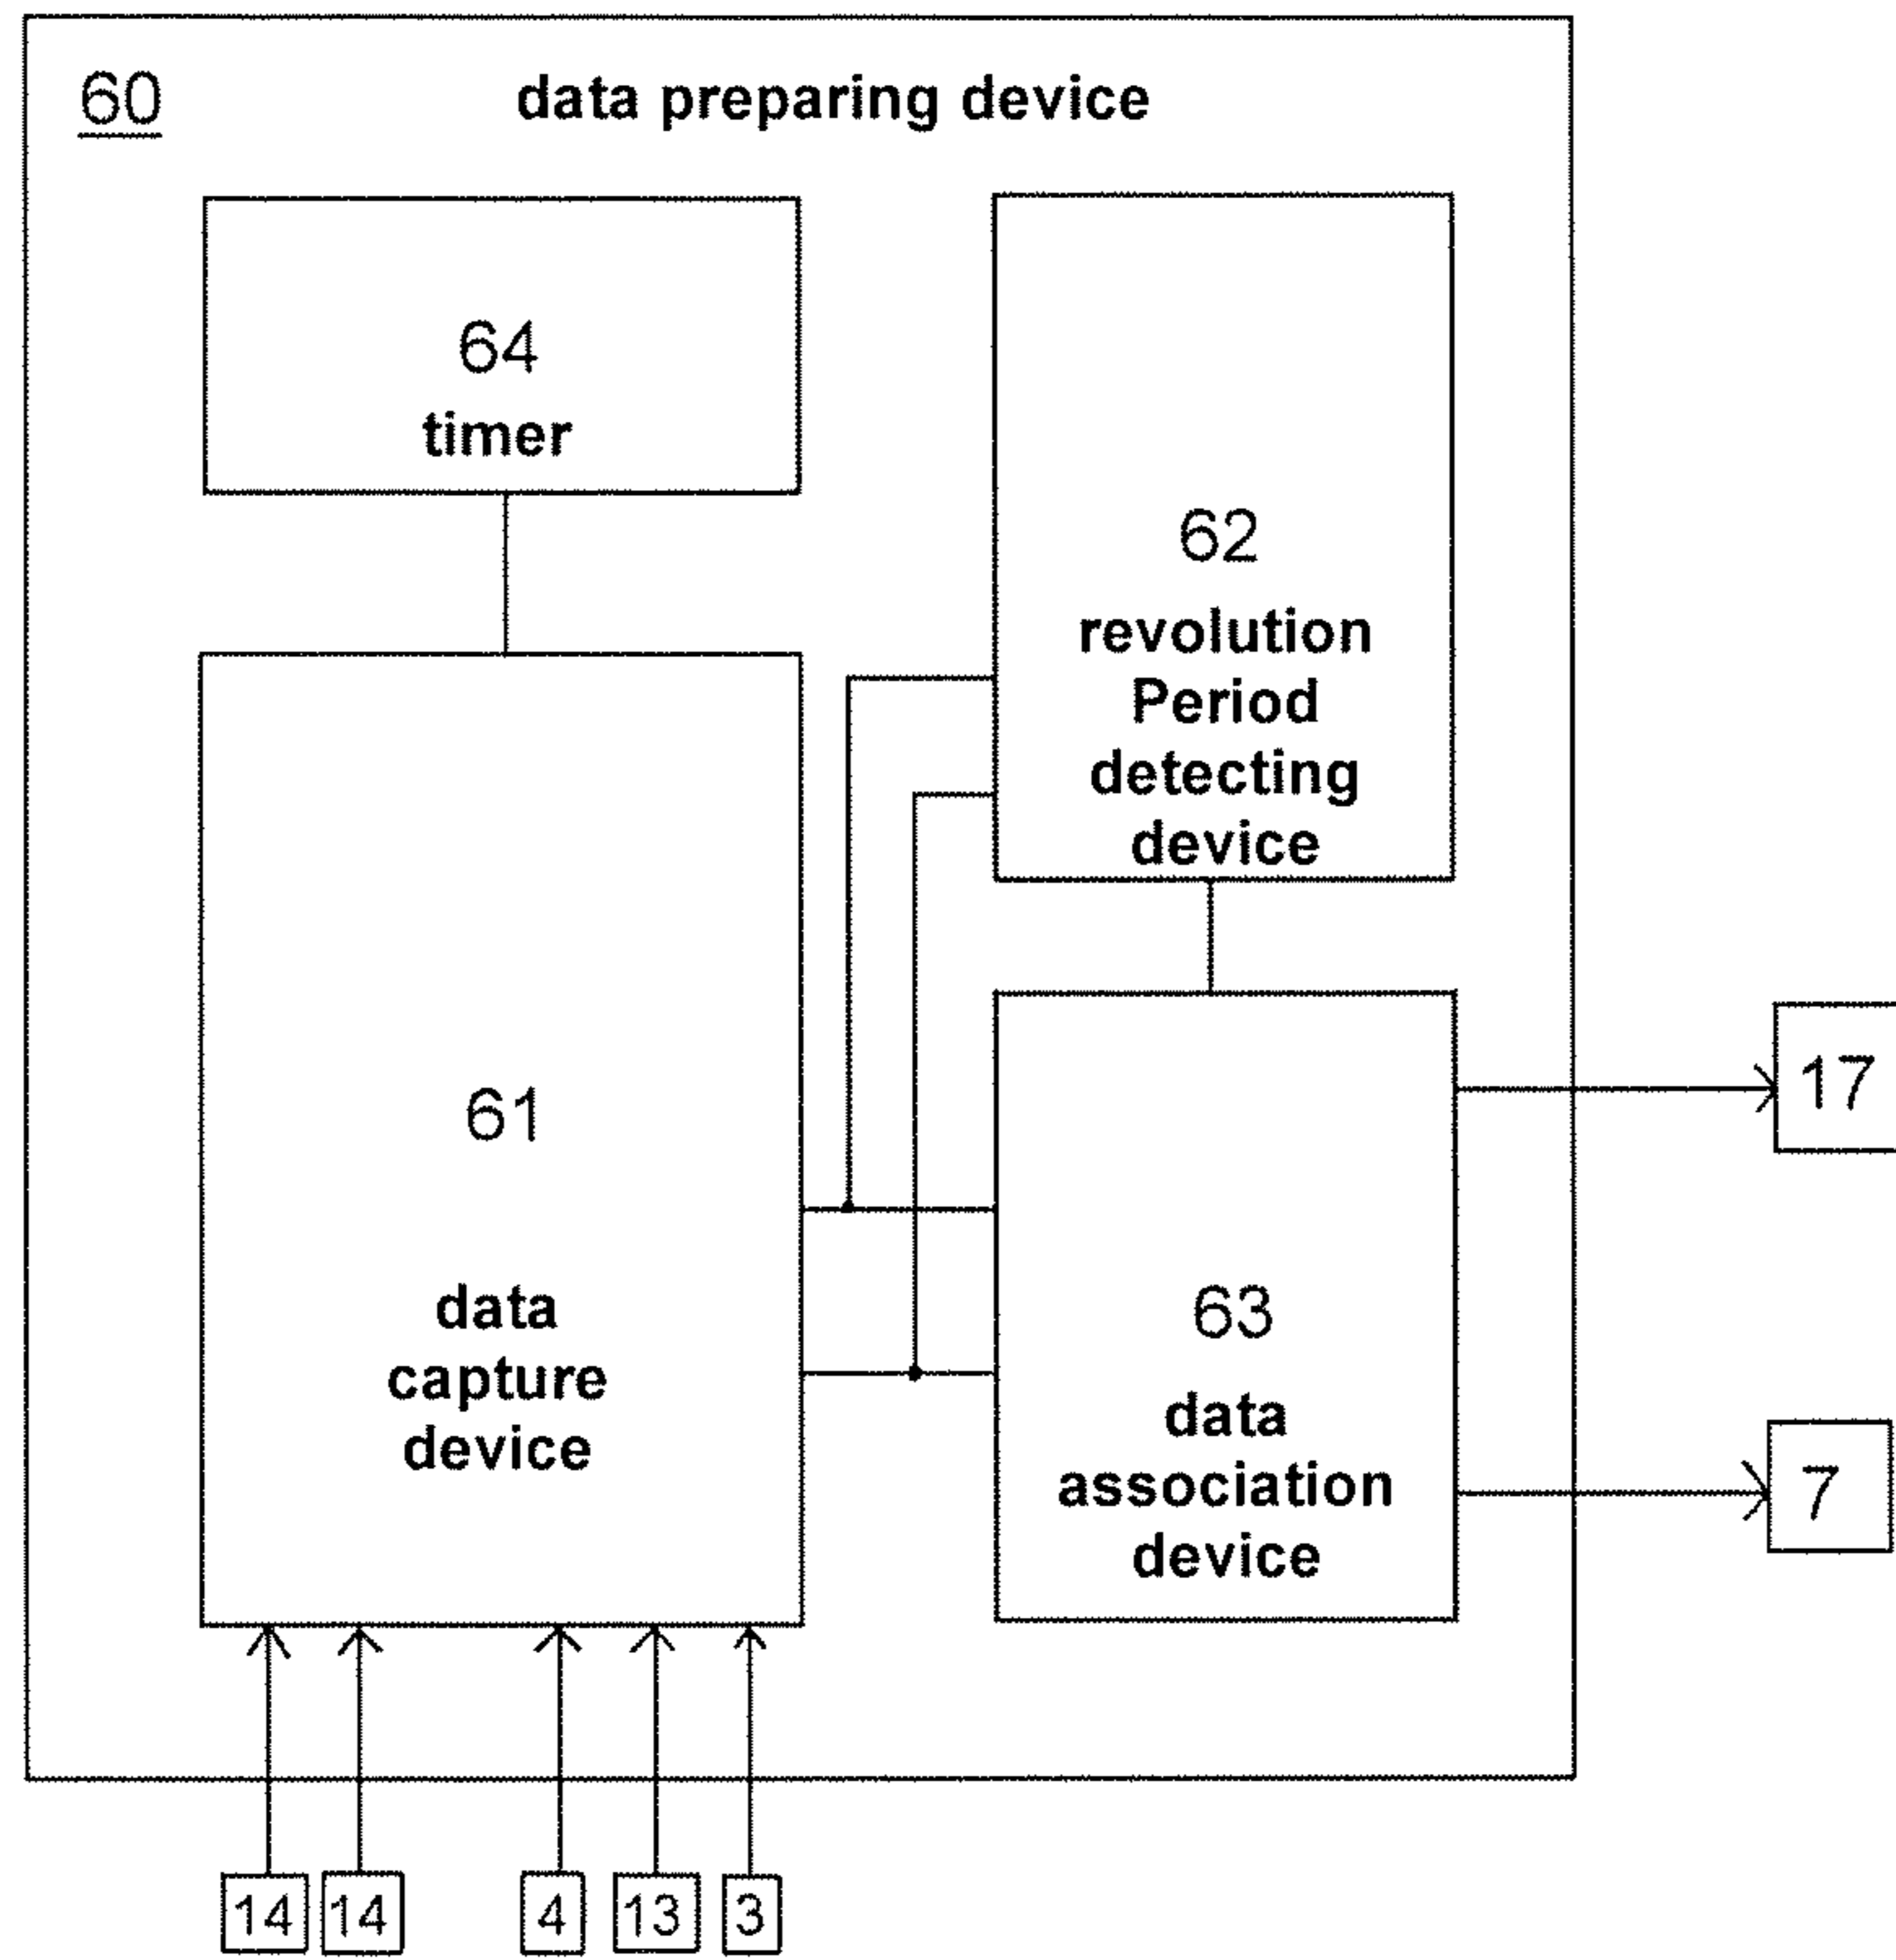 60
data preparing device
64
timer
62
revolution
Period
detecting
device
61
data
capture
device
63
data
association
device
17
7
14
14
4
13
3